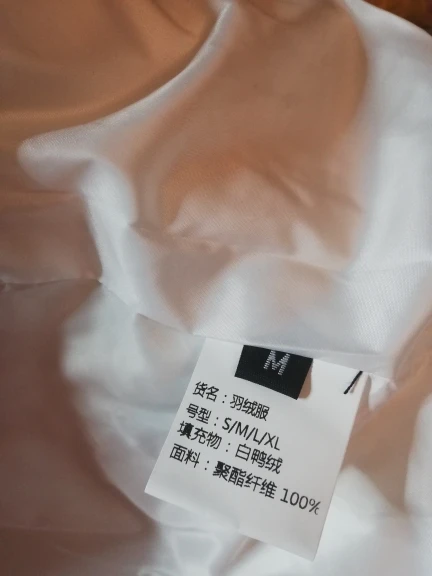 M
货名：羽绒服
号型：S/M/L/XL
填充物：白鸭绒
面料：聚酯纤维 100%